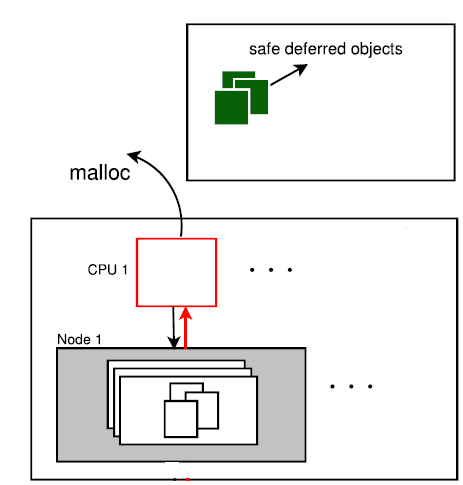 safe deferred objects
malloc
CPU 1
. . .
Node 1
. . .